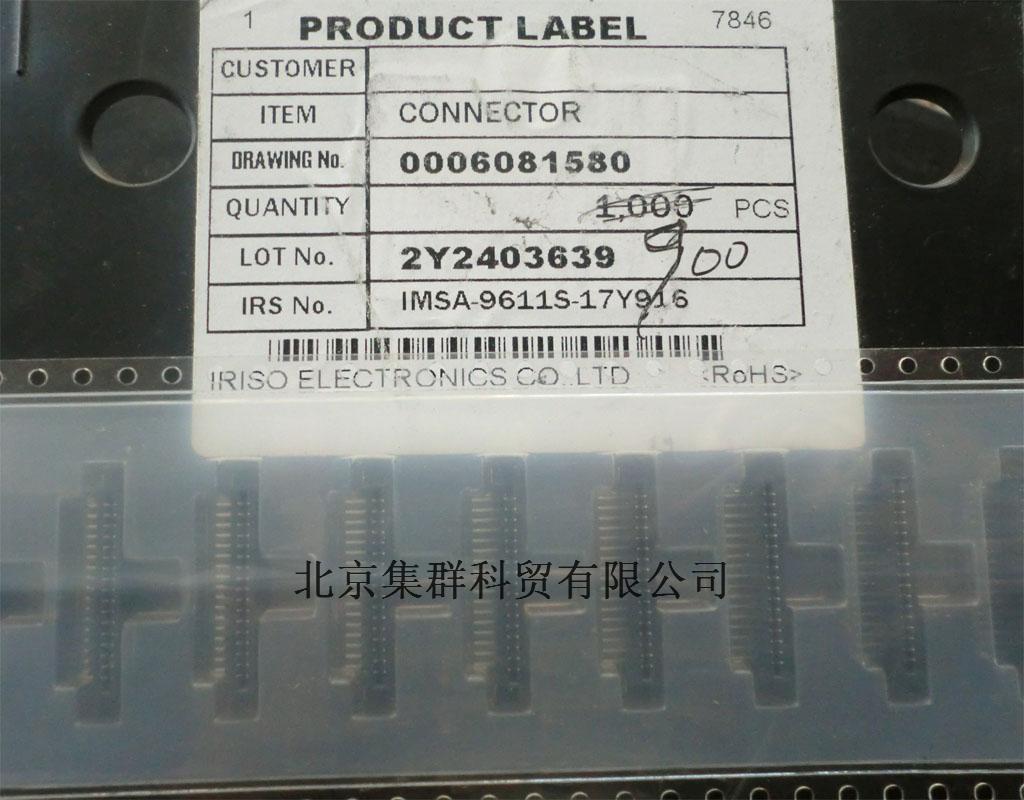 1 PRODUCT LABEL 7846
CUSTOMER
ITEM CONNECTOR
DRAWING No. 0006081580
QUANTITY 1,000 PCS
900
LOT No. 2Y2403639
IRS No. IMSA-9611S-17Y916
IRISO ELECTRONICS CO.,LTD <RoHS>
北京集群科贸有限公司